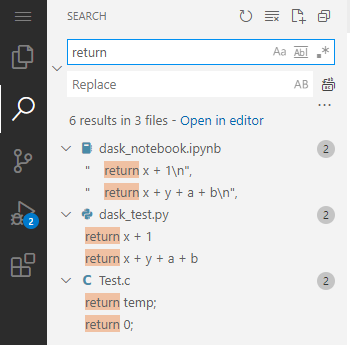 SEARCH
return
Aa Abl .*
Replace
AB
...
6 results in 3 files - Open in editor
dask_notebook.ipynb 2
" return x + 1\n",
" return x + y + a + b\n",
dask_test.py 2
return x + 1
return x + y + a + b
C Test.c 2
return temp;
return 0;
2